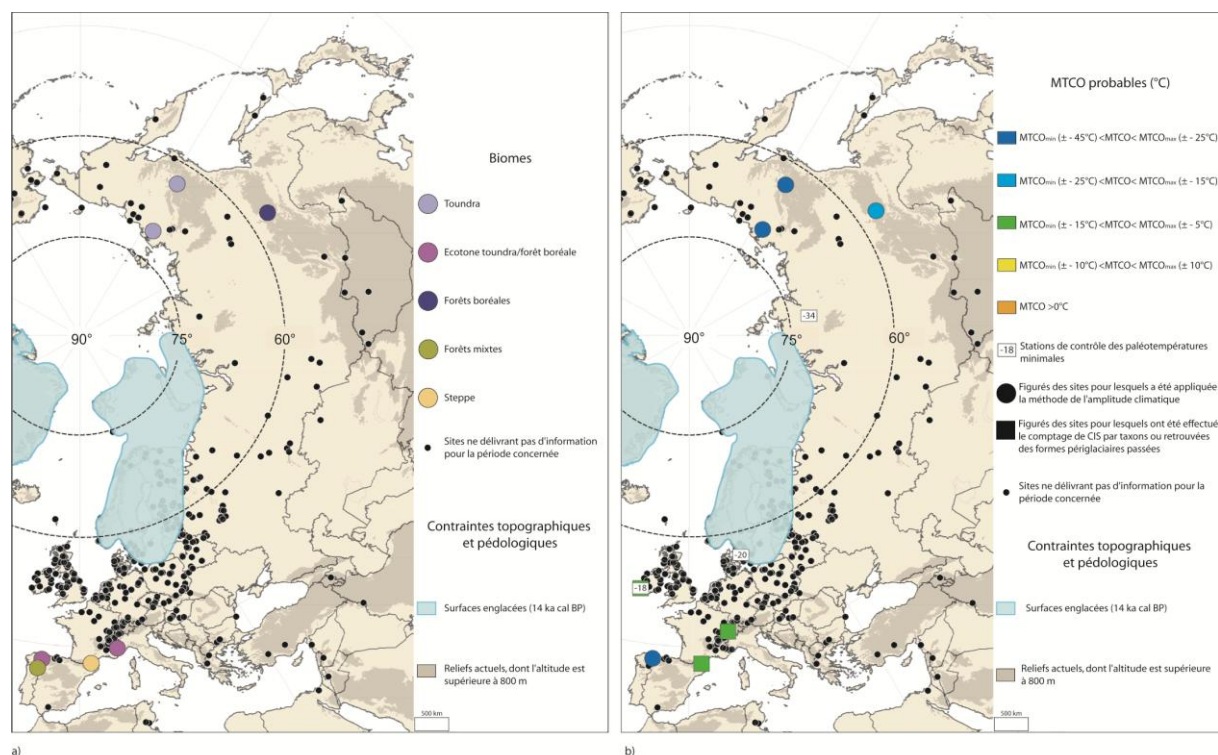 Biomes
Toundra
Ecotone toundra/forêt boréale
Forêts boréales
Forêts mixtes
Steppe
Sites ne délivrant pas d'information
pour la période concernée
Contraintes topographiques
et pédologiques
Surfaces englacées (14 ka cal BP)
Reliefs actuels, dont l'altitude est
supérieure à 800 m
500 km
90°
75°
60°
a)
MTCO probables (°C)
MTCOmin (± - 45°C) <MTCO< MTCOmax (± - 25°C)
MTCOmin (± - 25°C) <MTCO< MTCOmax (± - 15°C)
MTCOmin (± - 15°C) <MTCO< MTCOmax (± - 5°C)
MTCOmin (± - 10°C) <MTCO< MTCOmax (± 10°C)
MTCO >0°C
-18
Stations de contrôle des paléotempératures
minimales
Figurés des sites pour lesquels a été appliquée
la méthode de l'amplitude climatique
Figurés des sites pour lesquels ont été effectué
le comptage de CIS par taxons ou retrouvées
des formes périglaciaires passées
Sites ne délivrant pas d'information pour la
période concernée
Contraintes topographiques
et pédologiques
Surfaces englacées (14 ka cal BP)
Reliefs actuels, dont l'altitude est supérieure
à 800 m
500 km
-34
90°
75°
60°
-20
-18
b)